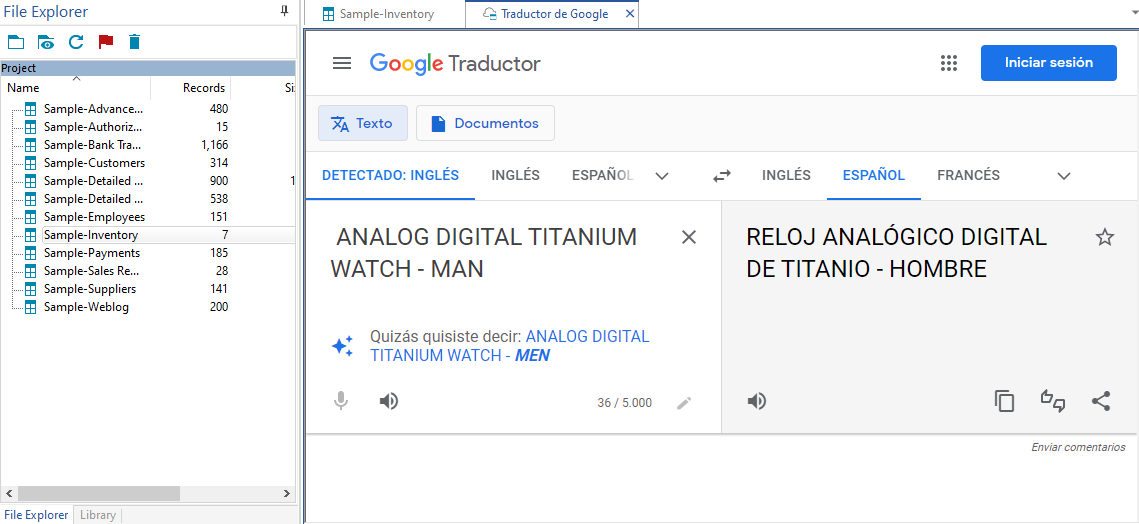 File Explorer
Project
Name Records Si
Sample-Advance... 480
Sample-Authoriz... 15
Sample-Bank Tra... 1,166
Sample-Customers 314
Sample-Detailed ... 900 1
Sample-Detailed ... 538
Sample-Employees 151
Sample-Inventory 7
Sample-Payments 185
Sample-Sales Re... 28
Sample-Suppliers 141
Sample-Weblog 200
File Explorer Library
Sample-Inventory Traductor de Google
Google Traductor Iniciar sesión
Texto Documentos
DETECTADO: INGLÉS INGLÉS ESPAÑOL INGLÉS ESPAÑOL FRANCÉS
ANALOG DIGITAL TITANIUM
WATCH - MAN
Quizás quisiste decir: ANALOG DIGITAL
TITANIUM WATCH - MEN
36 / 5.000
RELOJ ANALÓGICO DIGITAL
DE TITANIO - HOMBRE
Enviar comentarios